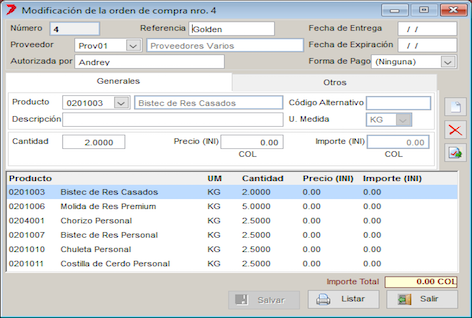 Modificación de la orden de compra nro. 4
Número 4 Referencia Golden Fecha de Entrega / /
Proveedor Prov01 Proveedores Varios Fecha de Expiración / /
Autorizada por Andrey Forma de Pago (Ninguna)
Generales Otros
Producto 0201003 Bistec de Res Casados Código Alternativo
Descripción U. Medida KG
Cantidad 2.0000 Precio (INI) 0.00 Importe (INI) 0.00
COL COL
Producto UM Cantidad Precio (INI) Importe (INI)
0201003 Bistec de Res Casados KG 2.0000 0.00 0.00
0201006 Molida de Res Premium KG 5.0000 0.00 0.00
0204001 Chorizo Personal KG 2.5000 0.00 0.00
0201007 Bistec de Res Personal KG 2.5000 0.00 0.00
0201010 Chuleta Personal KG 2.5000 0.00 0.00
0201011 Costilla de Cerdo Personal KG 2.5000 0.00 0.00
Importe Total 0.00 COL
Salvar Listar Salir